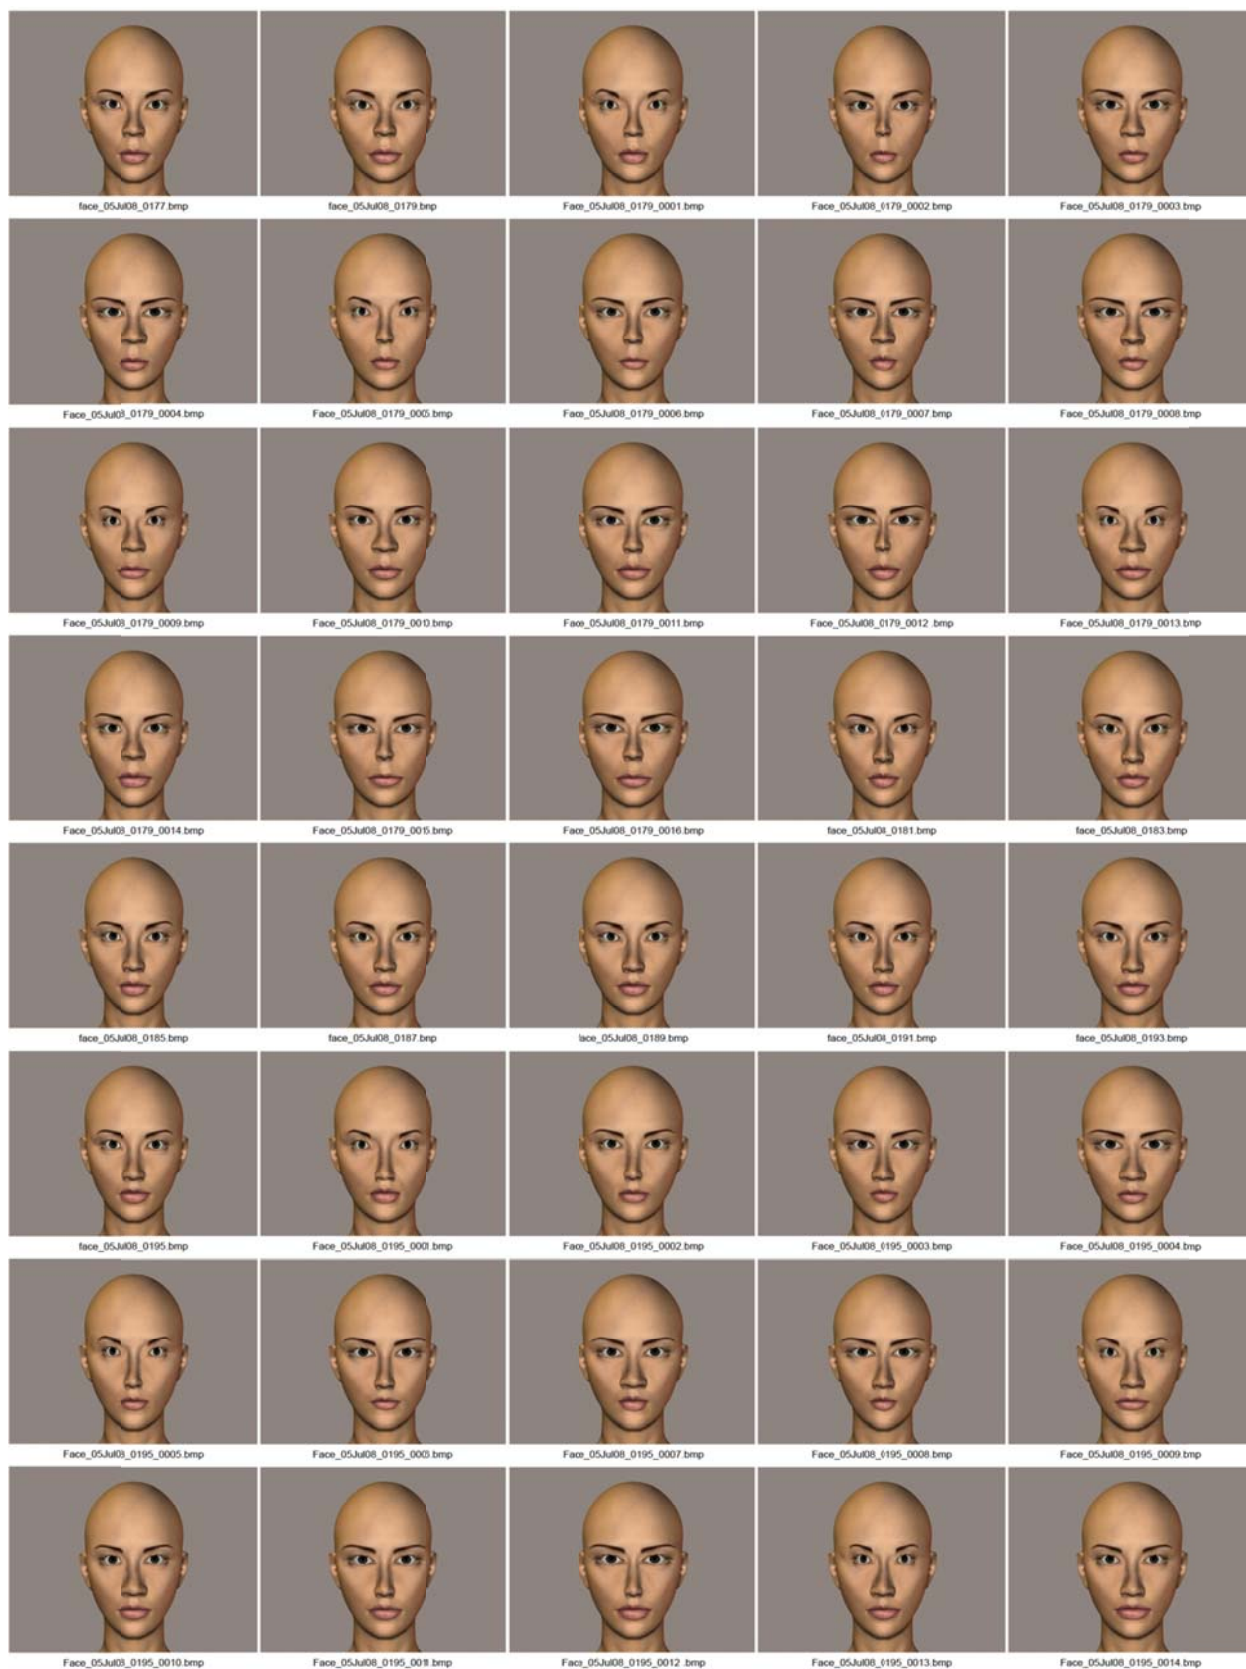 face_05Jul08_0177.bmp
face_05Jul08_0179.bmp
Face_05Jul08_0179_0001.bmp
Face_05Jul08_0179_0002.bmp
Face_05Jul08_0179_0003.bmp
Face_05Jul08_0179_0004.bmp
Face_05Jul08_0179_0005.bmp
Face_05Jul08_0179_0006.bmp
Face_05Jul08_0179_0007.bmp
Face_05Jul08_0179_0008.bmp
Face_05Jul08_0179_0009.bmp
Face_05Jul08_0179_0010.bmp
Face_05Jul08_0179_0011.bmp
Face_05Jul08_0179_0012 .bmp
Face_05Jul08_0179_0013.bmp
Face_05Jul08_0179_0014.bmp
Face_05Jul08_0179_0015.bmp
Face_05Jul08_0179_0016.bmp
face_05Jul08_0181.bmp
face_05Jul08_0183.bmp
face_05Jul08_0185.bmp
face_05Jul08_0187.bmp
face_05Jul08_0189.bmp
face_05Jul08_0191.bmp
face_05Jul08_0193.bmp
face_05Jul08_0195.bmp
Face_05Jul08_0195_0001.bmp
Face_05Jul08_0195_0002.bmp
Face_05Jul08_0195_0003.bmp
Face_05Jul08_0195_0004.bmp
Face_05Jul08_0195_0005.bmp
Face_05Jul08_0195_0006.bmp
Face_05Jul08_0195_0007.bmp
Face_05Jul08_0195_0008.bmp
Face_05Jul08_0195_0009.bmp
Face_05Jul08_0195_0010.bmp
Face_05Jul08_0195_0011.bmp
Face_05Jul08_0195_0012 .bmp
Face_05Jul08_0195_0013.bmp
Face_05Jul08_0195_0014.bmp